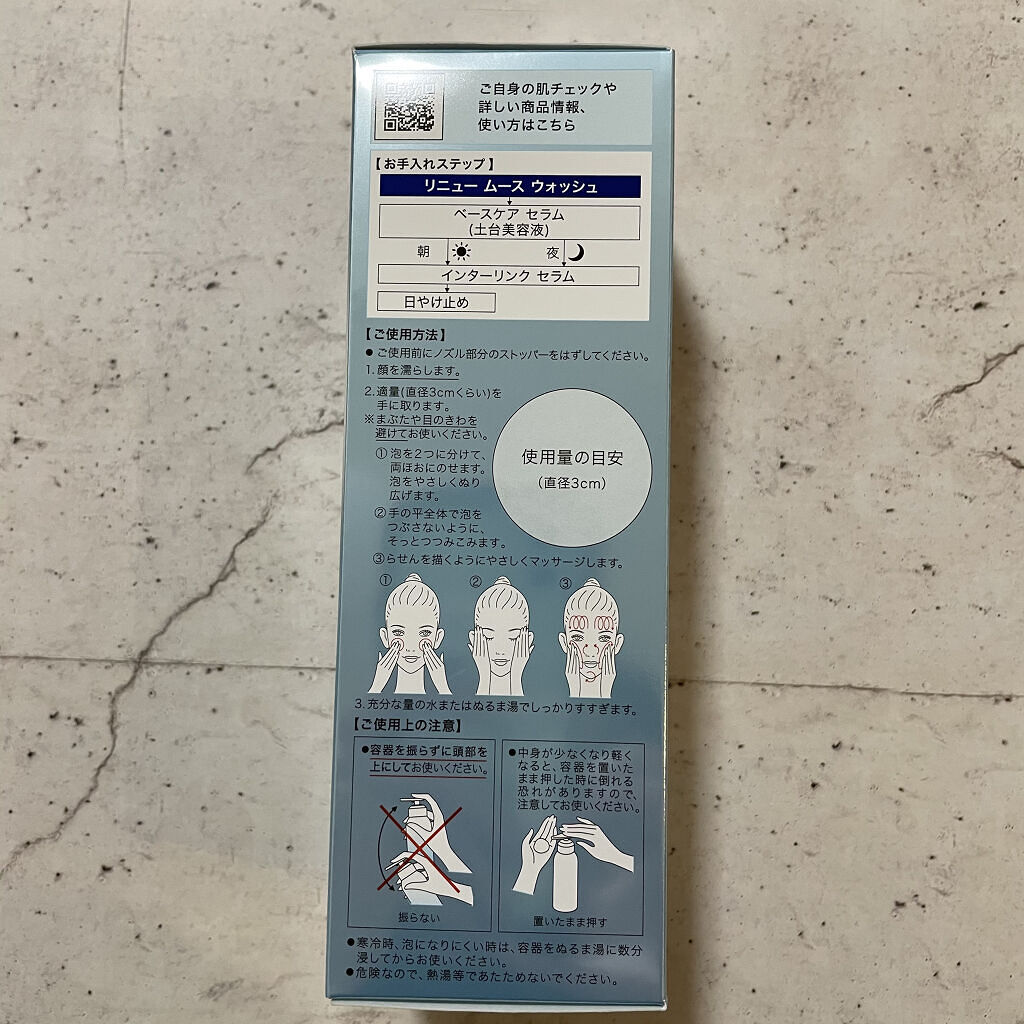 ご自身の肌チェックや
詳しい商品情報、
使い方はこちら
【お手入れステップ】
リニュー ムース ウォッシュ
ベースケア セラム
(土台美容液)
朝
夜
インターリンク セラム
日やけ止め
【ご使用方法】
●ご使用前にノズル部分のストッパーをはずしてください。
1.顔を濡らします。
2.適量(直径3cmくらい)を
手に取ります。
※まぶたや目のきわを
避けてお使いください。
①泡を2つに分けて、
両ほおにのせます。
泡をやさしくぬり
広げます。
②手の平全体で泡を
つぶさないように、
そっとつつみこみます。
使用量の目安
(直径3cm)
③らせんを描くようにやさしくマッサージします。
① ② ③
3.充分な量の水またはぬるま湯でしっかりすすぎます。
【ご使用上の注意】
●容器を振らずに頭部を
上にしてお使いください。
振らない
●中身が少なくなり軽く
なると、容器を置いた
まま押した時に倒れる
恐れがありますので、
注意してお使いください。
置いたまま押す
●寒冷時、泡になりにくい時は、容器をぬるま湯に数分
浸してからお使いください。
●危険なので、熱湯等であたためないでください。